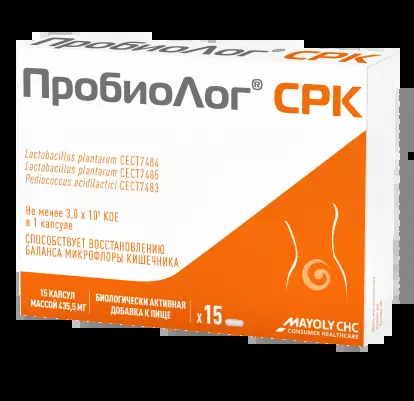 ПробиоЛог® СРК
Lactobacillus plantarum CECT7484
Lactobacillus plantarum CECT7485
Pediococcus acidilactici CECT7483
Не менее 3,0 x 10⁹ КОЕ
в 1 капсуле
СПОСОБСТВУЕТ ВОССТАНОВЛЕНИЮ
БАЛАНСА МИКРОФЛОРЫ КИШЕЧНИКА
15 КАПСУЛ
МАССОЙ 435,5 МГ
БИОЛОГИЧЕСКИ АКТИВНАЯ
ДОБАВКА К ПИЩЕ
x 15
MAYOLY CHC
CONSUMER HEALTHCARE